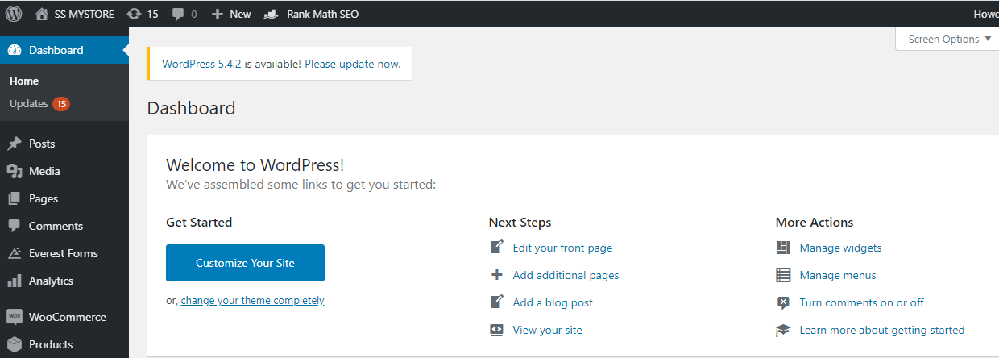 SS MYSTORE 15 0 New Rank Math SEO Howd
Dashboard
Screen Options
Home
Updates 15
Posts
Media
Pages
Comments
Everest Forms
Analytics
WOO WooCommerce
Products
WordPress 5.4.2 is available! Please update now.
Dashboard
Welcome to WordPress!
We've assembled some links to get you started:
Get Started
Customize Your Site
or, change your theme completely
Next Steps
Edit your front page
Add additional pages
Add a blog post
View your site
More Actions
Manage widgets
Manage menus
Turn comments on or off
Learn more about getting started